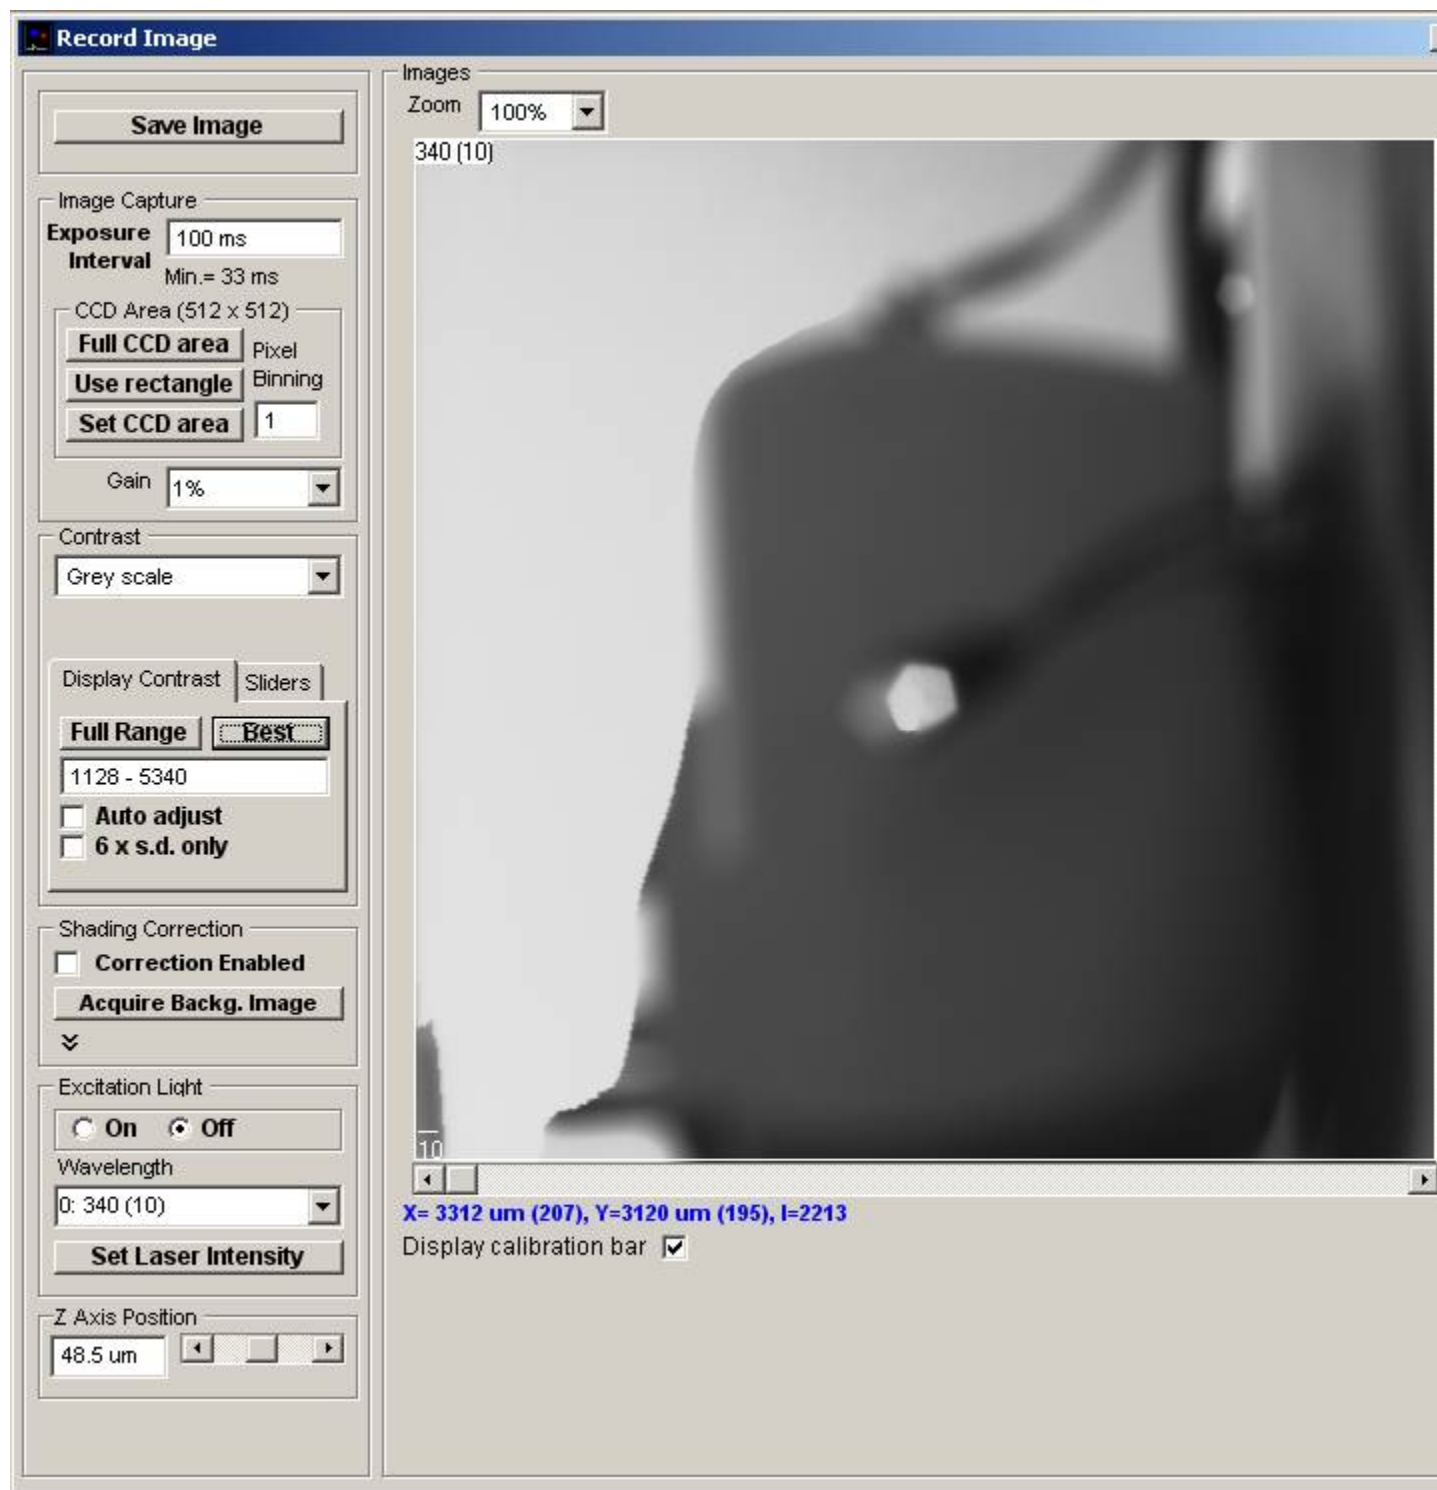 Record Image
Save Image
Image Capture
Exposure Interval
100 ms
Min.= 33 ms
CCD Area (512 x 512)
Full CCD area
Use rectangle
Set CCD area
Pixel
Binning
1
Gain
1%
Contrast
Grey scale
Display Contrast
Sliders
Full Range
Best
1128 - 5340
Auto adjust
6 x s.d. only
Shading Correction
Correction Enabled
Acquire Backg. Image
Excitation Light
On
Off
Wavelength
0: 340 (10)
Set Laser Intensity
Z Axis Position
48.5 um
Images
Zoom
100%
340 (10)
10
X= 3312 um (207), Y=3120 um (195), I=2213
Display calibration bar